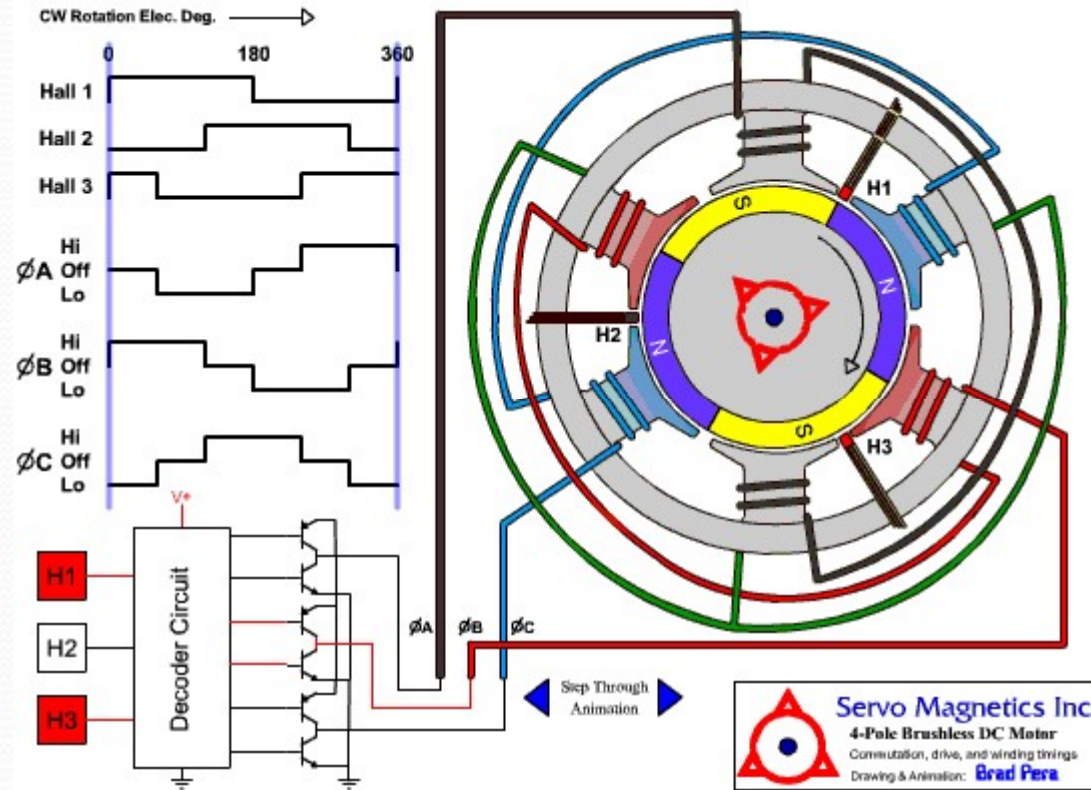 CW Rotation Elec. Deg.
0 180 360
Hall 1
Hall 2
Hall 3
ØA Hi Off Lo
ØB Hi Off Lo
ØC Hi Off Lo
V+
H1
H2
H3
Decoder Circuit
ØA ØB ØC
S
N
N
S
H1
H2
H3
Step Through
Animation
Servo Magnetics Inc
4-Pole Brushless DC Motor
Commutation, drive, and winding timings
Drawing & Animation: Brad Pera